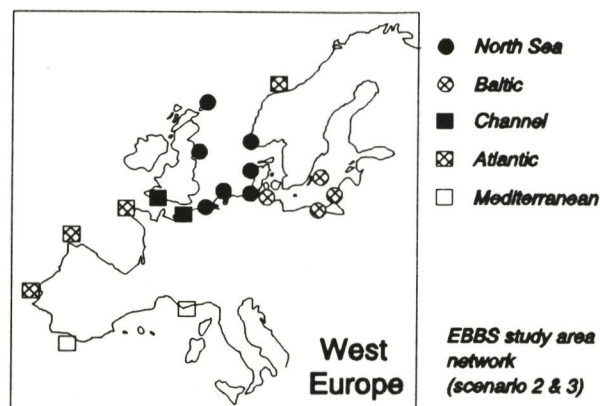 North Sea
Baltic
Channel
Atlantic
Mediterranean
West
Europe
EBBS study area
network
(scenario 2 & 3)